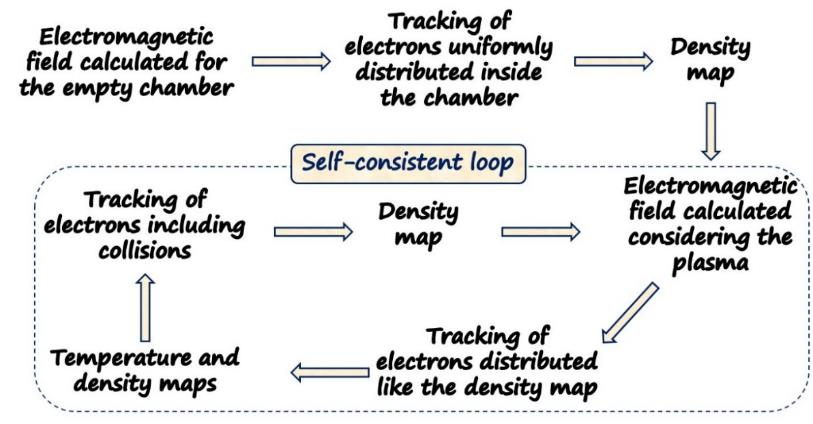 Electromagnetic
field calculated for
the empty chamber
Tracking of
electrons uniformly
distributed inside
the chamber
Density
map
Self-consistent loop
Electromagnetic
field calculated
considering the
plasma
Tracking of
electrons distributed
like the density map
Temperature and
density maps
Tracking of
electrons including
collisions
Density
map